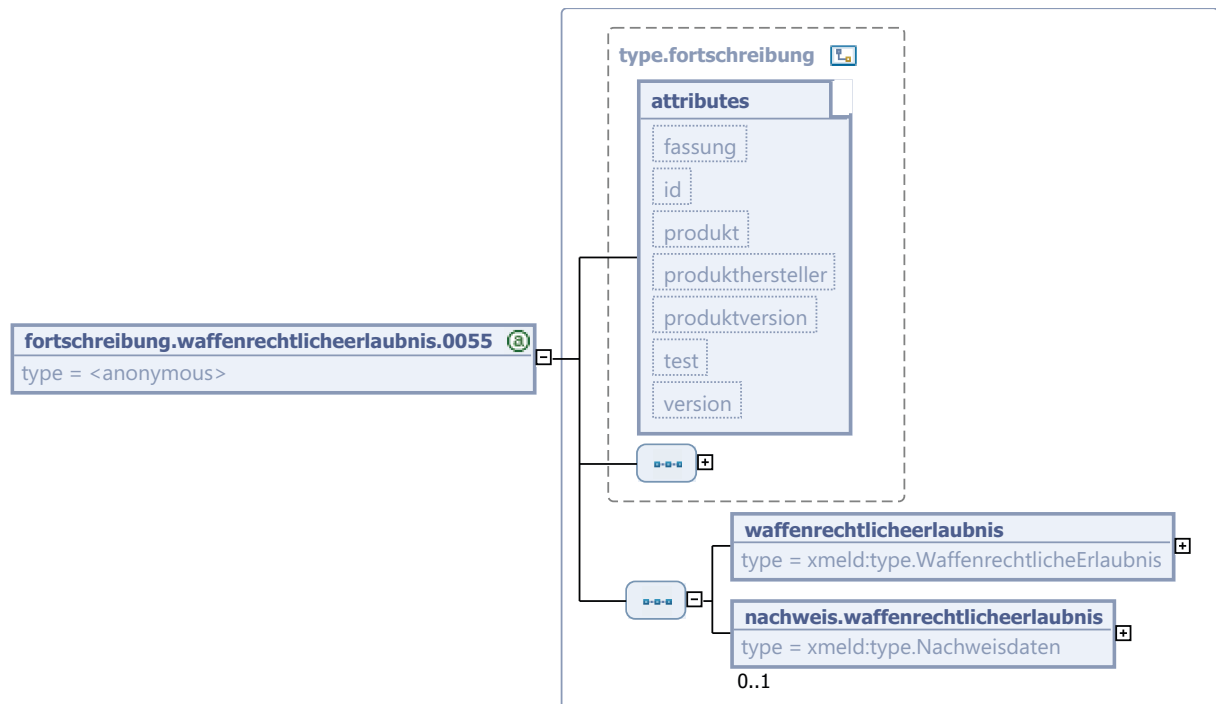 type.fortschreibung
attributes
fassung
id
produkt
produkthersteller
produktversion
test
version
fortschreibung.waffenrechtlicheerlaubnis.0055
type = <anonymous>
waffenrechtlicheerlaubnis
type = xmeld:type.WaffenrechtlicheErlaubnis
nachweis.waffenrechtlicheerlaubnis
type = xmeld:type.Nachweisdaten
0..1